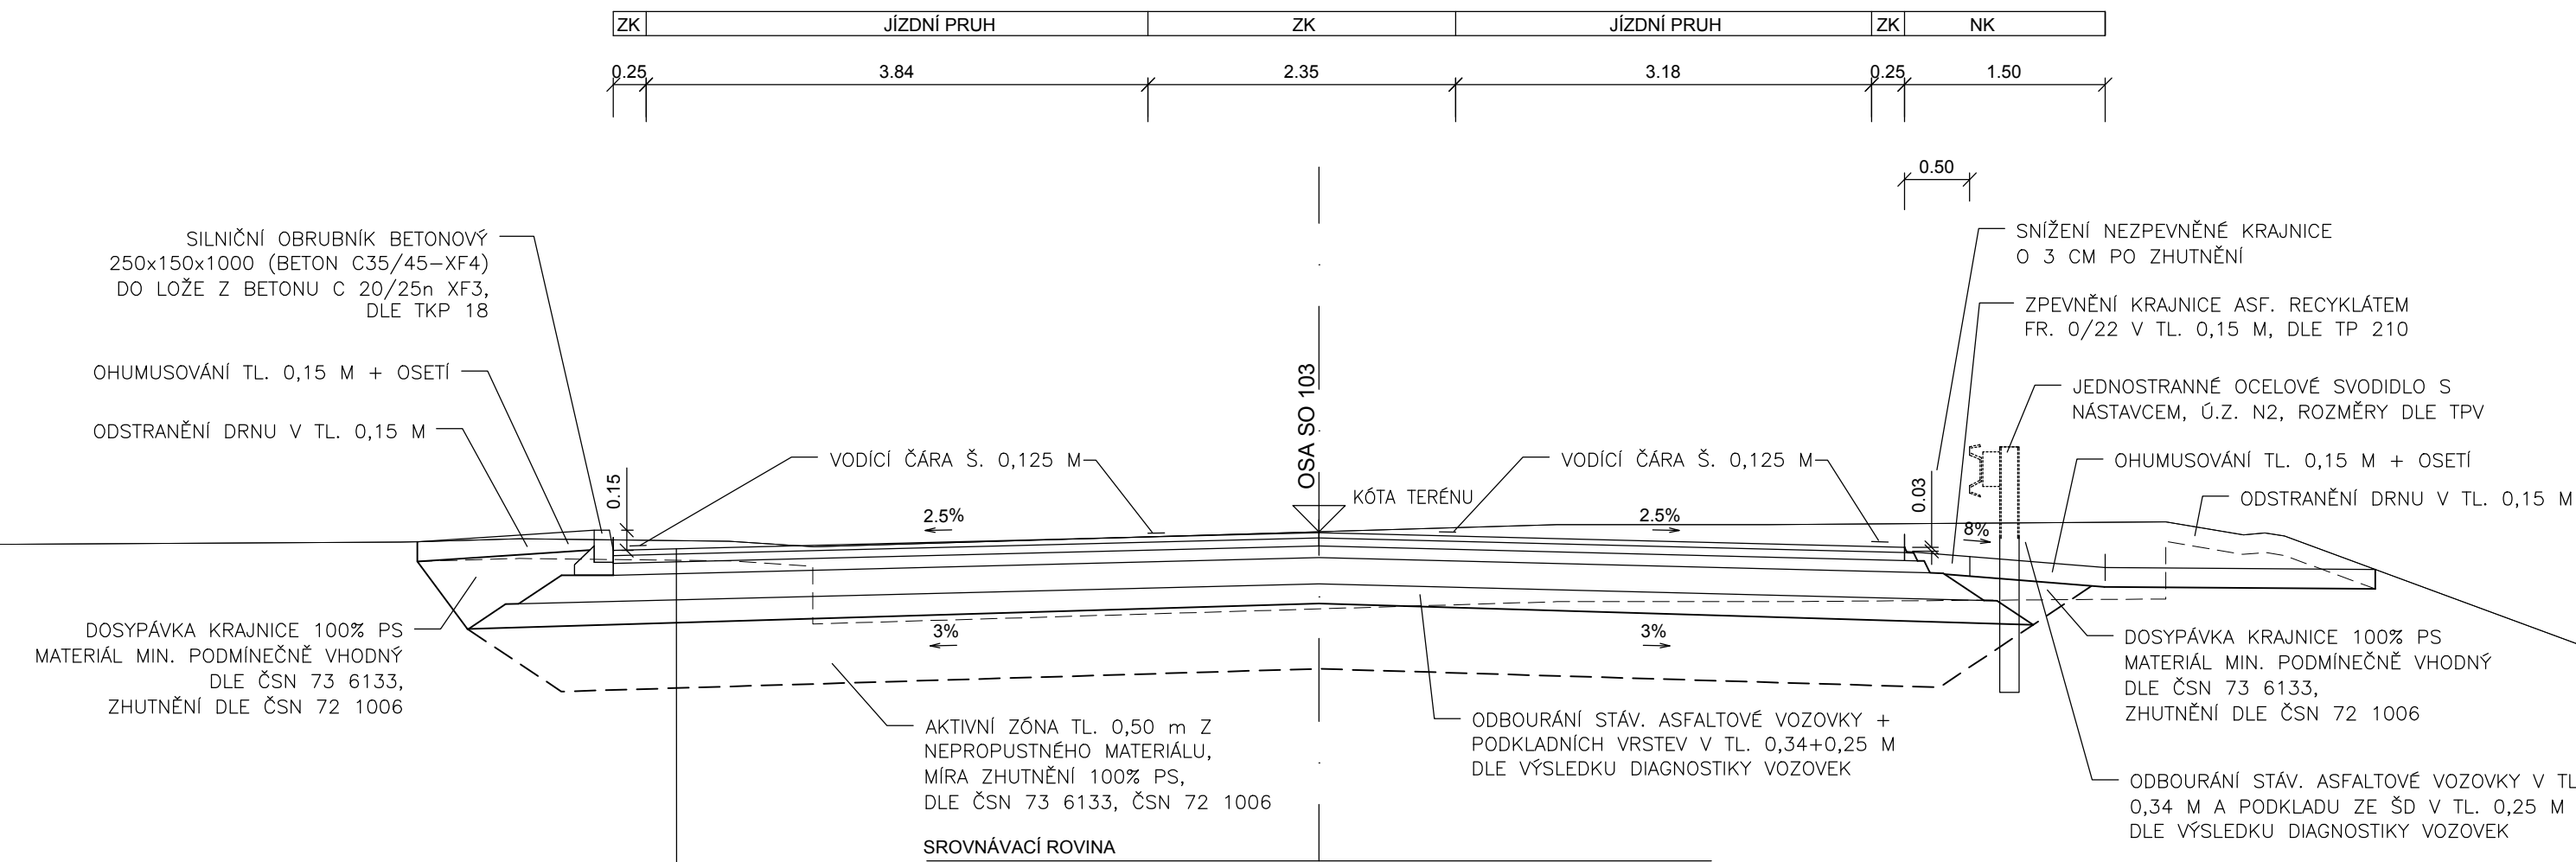 ZK JÍZDNÍ PRUH ZK JÍZDNÍ PRUH ZK NK
0.25 3.84 2.35 3.18 0.25 1.50
0.50
SILNIČNÍ OBRUBNÍK BETONOVÝ
250x150x1000 (BETON C35/45-XF4)
DO LOŽE Z BETONU C 20/25n XF3,
DLE TKP 18
SNÍŽENÍ NEZPEVNĚNÉ KRAJNICE
O 3 CM PO ZHUTNĚNÍ
ZPEVNĚNÍ KRAJNICE ASF. RECYKLÁTEM
FR. 0/22 V TL. 0,15 M, DLE TP 210
OHUMUSOVÁNÍ TL. 0,15 M + OSETÍ
ODSTRANĚNÍ DRNU V TL. 0,15 M
JEDNOSTRANNÉ OCELOVÉ SVODIDLO S
NÁSTAVCEM, Ú.Z. N2, ROZMĚRY DLE TPV
OSA SO 103
VODÍCÍ ČÁRA Š. 0,125 M
VODÍCÍ ČÁRA Š. 0,125 M
OHUMUSOVÁNÍ TL. 0,15 M + OSETÍ
ODSTRANĚNÍ DRNU V TL. 0,15 M
0.15
KÓTA TERÉNU
0.03
2.5%
2.5%
8%
3%
3%
DOSYPÁVKA KRAJNICE 100% PS
MATERIÁL MIN. PODMÍNEČNĚ VHODNÝ
DLE ČSN 73 6133,
ZHUTNĚNÍ DLE ČSN 72 1006
AKTIVNÍ ZÓNA TL. 0,50 m Z
NEPROPUSTNÉHO MATERIÁLU,
MÍRA ZHUTNĚNÍ 100% PS,
DLE ČSN 73 6133, ČSN 72 1006
ODBOURÁNÍ STÁV. ASFALTOVÉ VOZOVKY +
PODKLADNÍCH VRSTEV V TL. 0,34+0,25 M
DLE VÝSLEDKU DIAGNOSTIKY VOZOVEK
DOSYPÁVKA KRAJNICE 100% PS
MATERIÁL MIN. PODMÍNEČNĚ VHODNÝ
DLE ČSN 73 6133,
ZHUTNĚNÍ DLE ČSN 72 1006
ODBOURÁNÍ STÁV. ASFALTOVÉ VOZOVKY V TL
0,34 M A PODKLADU ZE ŠD V TL. 0,25 M
DLE VÝSLEDKU DIAGNOSTIKY VOZOVEK
SROVNÁVACÍ ROVINA